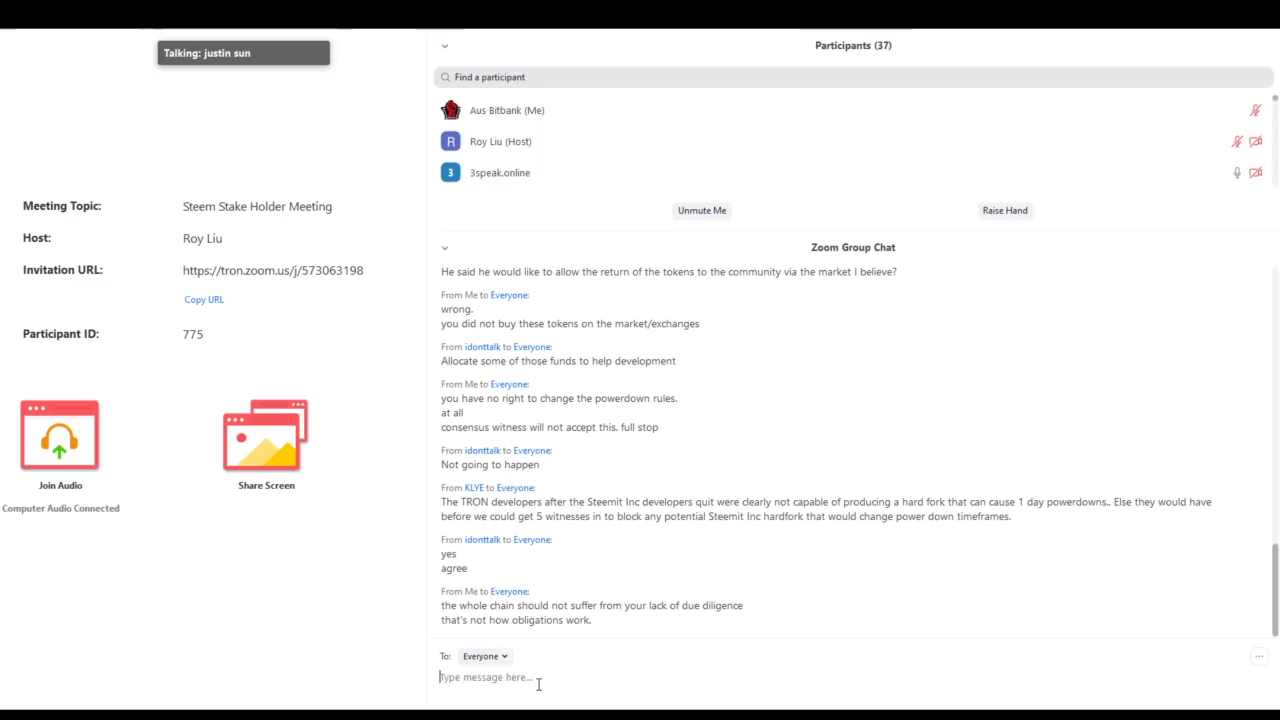 Talking: justin sun
Meeting Topic:
Steem Stake Holder Meeting
Host:
Roy Liu
Invitation URL:
https://tron.zoom.us/j/573063198
Copy URL
Participant ID:
775
Join Audio
Share Screen
Computer Audio Connected
Participants (37)
Find a participant
Aus Bitbank (Me)
R
Roy Liu (Host)
3
3speak.online
Unmute Me
Raise Hand
Zoom Group Chat
He said he would like to allow the return of the tokens to the community via the market I believe?
From Me to Everyone:
wrong.
you did not buy these tokens on the market/exchanges
From idonttalk to Everyone:
Allocate some of those funds to help development
From Me to Everyone:
you have no right to change the powerdown rules.
at all
consensus witness will not accept this. full stop
From idonttalk to Everyone:
Not going to happen
From KLYE to Everyone:
The TRON developers after the Steemit Inc developers quit were clearly not capable of producing a hard fork that can cause 1 day powerdowns.. Else they would have
before we could get 5 witnesses in to block any potential Steemit Inc hardfork that would change power down timeframes.
From idonttalk to Everyone:
yes
agree
From Me to Everyone:
the whole chain should not suffer from your lack of due diligence
that's not how obligations work.
To: Everyone
Type message here...